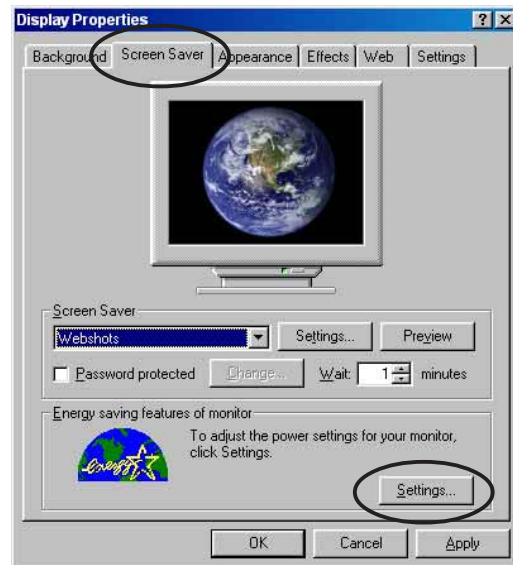 Display Properties
Background Screen Saver Appearance Effects Web Settings
Screen Saver
Webshots Settings... Preview
Password protected Change... Wait: 1 minutes
Energy saving features of monitor
To adjust the power settings for your monitor,
click Settings.
energy
Settings...
OK Cancel Apply